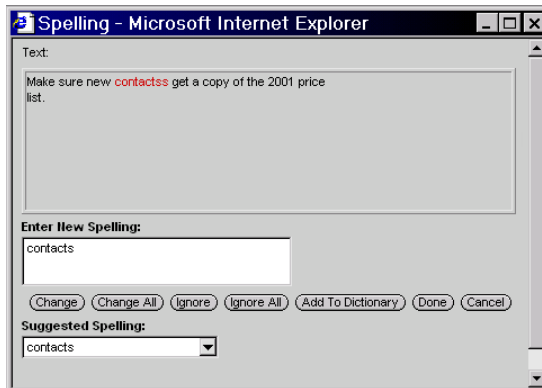 Spelling - Microsoft Internet Explorer
Text:
Make sure new contactss get a copy of the 2001 price
list.
Enter New Spelling:
contacts
Change Change All Ignore Ignore All Add To Dictionary Done Cancel
Suggested Spelling:
contacts